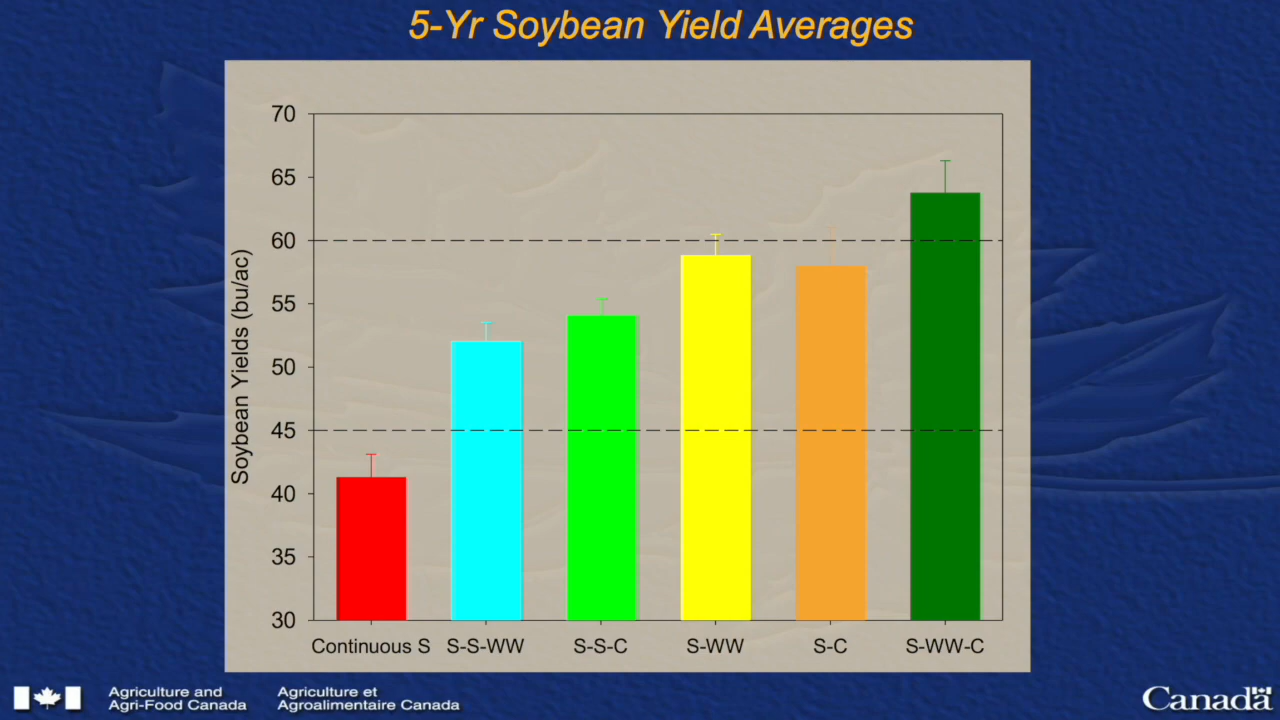 5-Yr Soybean Yield Averages
70
65
60
55
50
45
40
35
30
Soybean Yields (bu/ac)
Continuous S S-S-WW S-S-C S-WW S-C S-WW-C
Agriculture and
Agri-Food Canada
Agriculture et
Agroalimentaire Canada
Canada